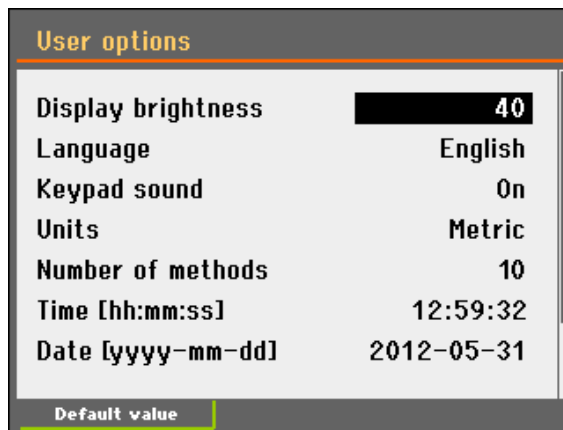 User options
Display brightness 40
Language English
Keypad sound On
Units Metric
Number of methods 10
Time [hh:mm:ss] 12:59:32
Date [yyyy-mm-dd] 2012-05-31
Default value